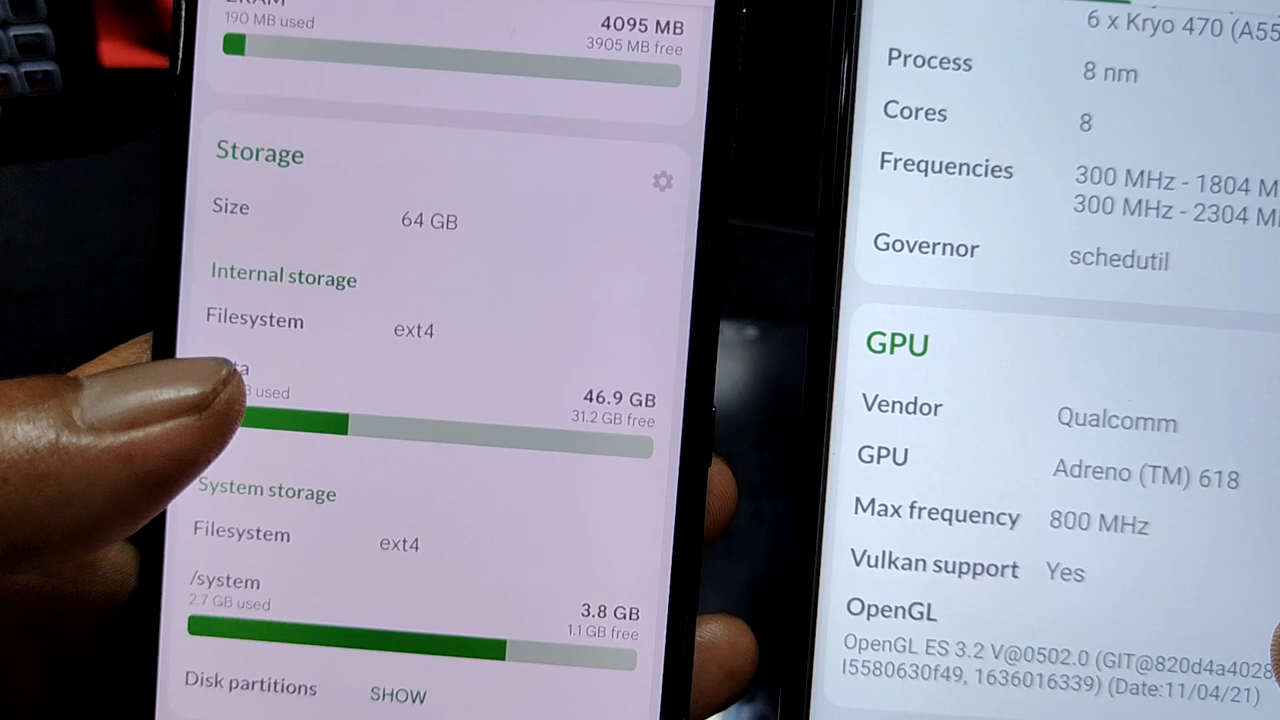 190 MB used
4095 MB
3905 MB free
Storage
Size
64 GB
Internal storage
Filesystem
ext4
used
46.9 GB
31.2 GB free
System storage
Filesystem
ext4
/system
2.7 GB used
3.8 GB
1.1 GB free
Disk partitions
SHOW
6 x Kryo 470 (A55
Process
8 nm
Cores
8
Frequencies
300 MHz - 1804 M
300 MHz - 2304 M
Governor
schedutil
GPU
Vendor
Qualcomm
GPU
Adreno (TM) 618
Max frequency
800 MHz
Vulkan support
Yes
OpenGL
OpenGL ES 3.2 V@0502.0 (GIT@820d4a4028
I5580630f49, 1636016339) (Date:11/04/21)